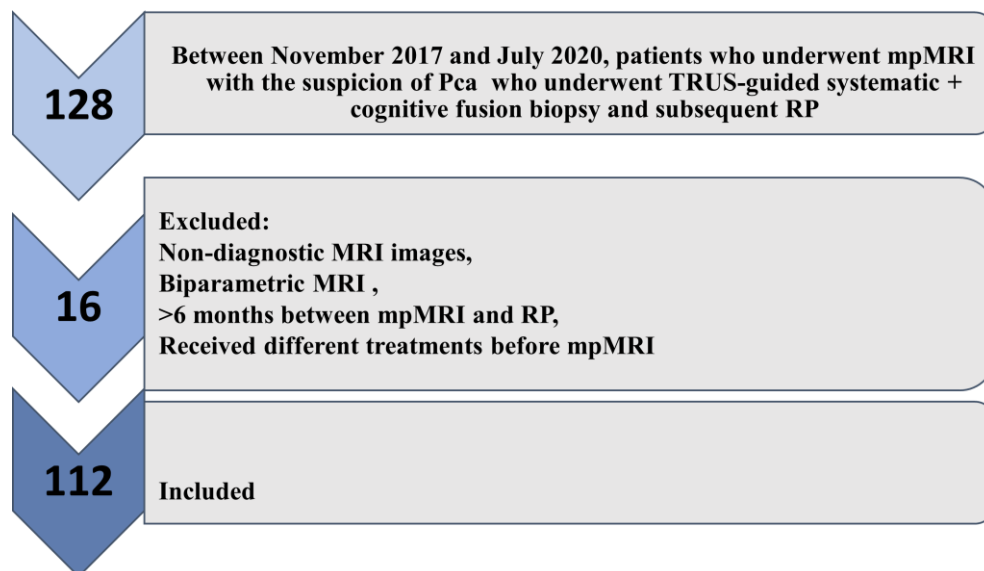 128
Between November 2017 and July 2020, patients who underwent mpMRI
with the suspicion of Pca who underwent TRUS-guided systematic +
cognitive fusion biopsy and subsequent RP
16
Excluded:
Non-diagnostic MRI images,
Biparametric MRI ,
>6 months between mpMRI and RP,
Received different treatments before mpMRI
112
Included